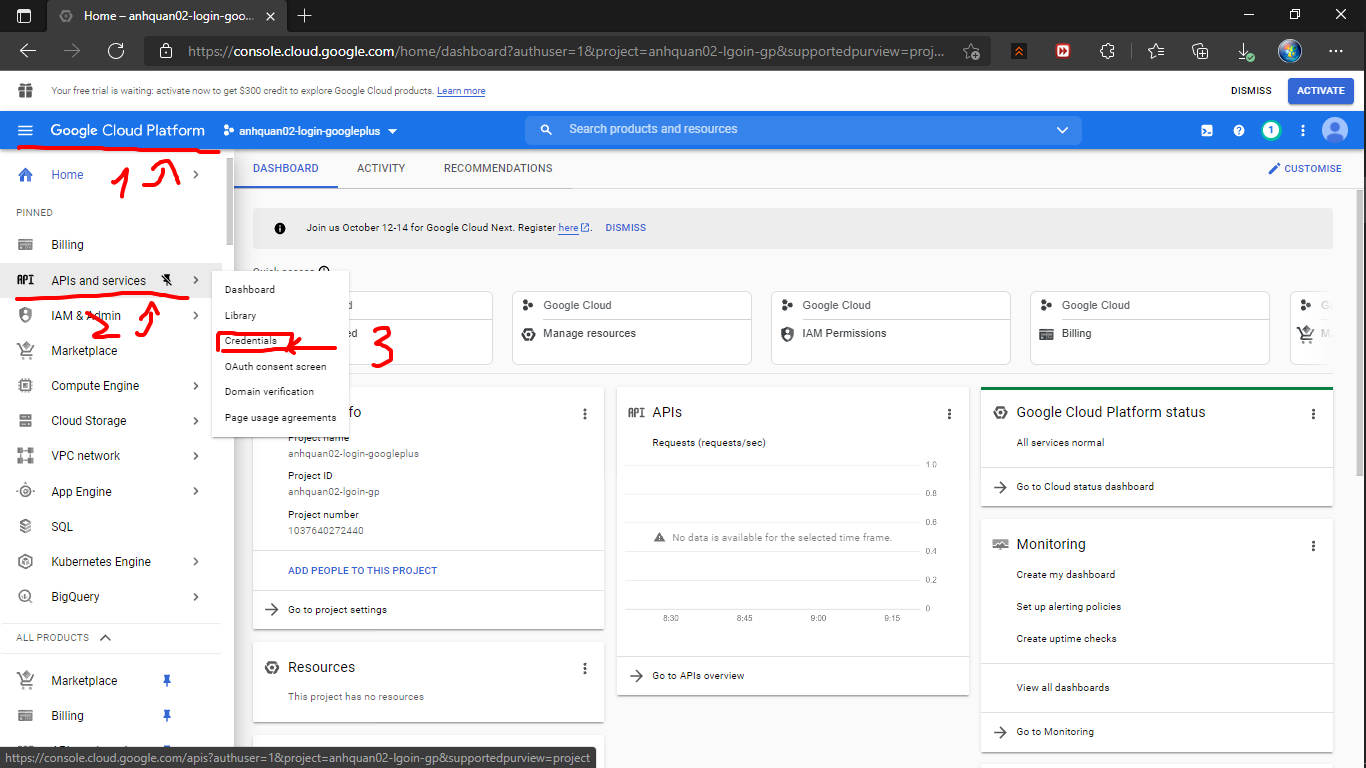 Home – anhquan02-login-goo...
https://console.cloud.google.com/home/dashboard?authuser=1&project=anhquan02-lgoin-gp&supportedpurview=proj...
Your free trial is waiting: activate now to get $300 credit to explore Google Cloud products. Learn more
DISMISS
ACTIVATE
Google Cloud Platform
anhquan02-login-googleplus
Search products and resources
1
Home
1
PINNED
Billing
API APIs and services
2
IAM & Admin
Marketplace
Compute Engine
Cloud Storage
VPC network
App Engine
SQL
Kubernetes Engine
BigQuery
ALL PRODUCTS
Marketplace
Billing
Dashboard
Library
Credentials
3
OAuth consent screen
Domain verification
Page usage agreements
DASHBOARD
ACTIVITY
RECOMMENDATIONS
CUSTOMISE
Join us October 12-14 for Google Cloud Next. Register here. DISMISS
Google Cloud
Manage resources
Google Cloud
IAM Permissions
Google Cloud
Billing
Project name
anhquan02-login-googleplus
Project ID
anhquan02-lgoin-gp
Project number
1037640272440
ADD PEOPLE TO THIS PROJECT
Go to project settings
Resources
This project has no resources
API APIs
Requests (requests/sec)
1.0
0.8
0.6
No data is available for the selected time frame.
0.4
0.2
0
8:30 8:45 9:00 9:15
Go to APIs overview
Google Cloud Platform status
All services normal
Go to Cloud status dashboard
Monitoring
Create my dashboard
Set up alerting policies
Create uptime checks
View all dashboards
Go to Monitoring
https://console.cloud.google.com/apis?authuser=1&project=anhquan02-lgoin-gp&supportedpurview=project